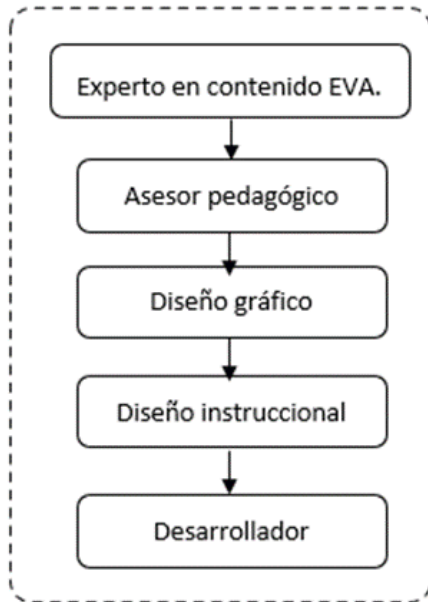 Experto en contenido EVA.
Asesor pedagógico
Diseño gráfico
Diseño instruccional
Desarrollador